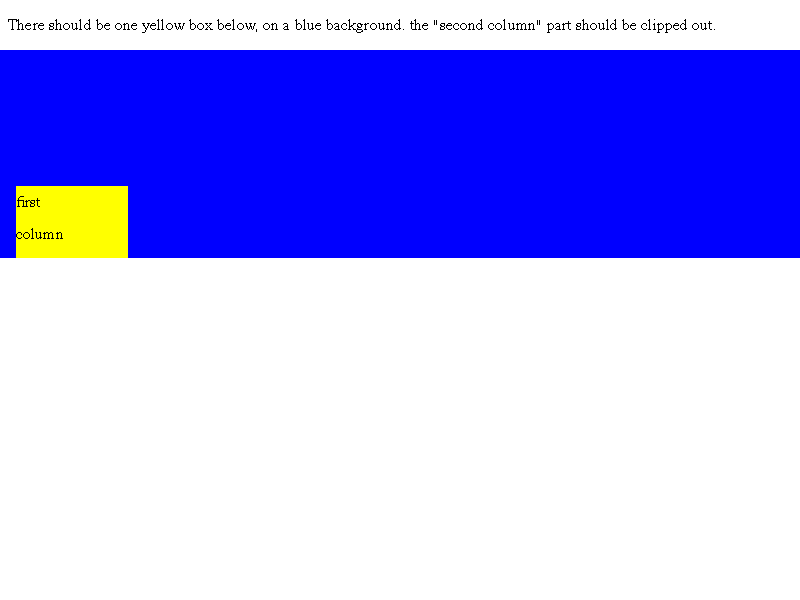 There should be one yellow box below, on a blue background. the "second column" part should be clipped out.
first
column